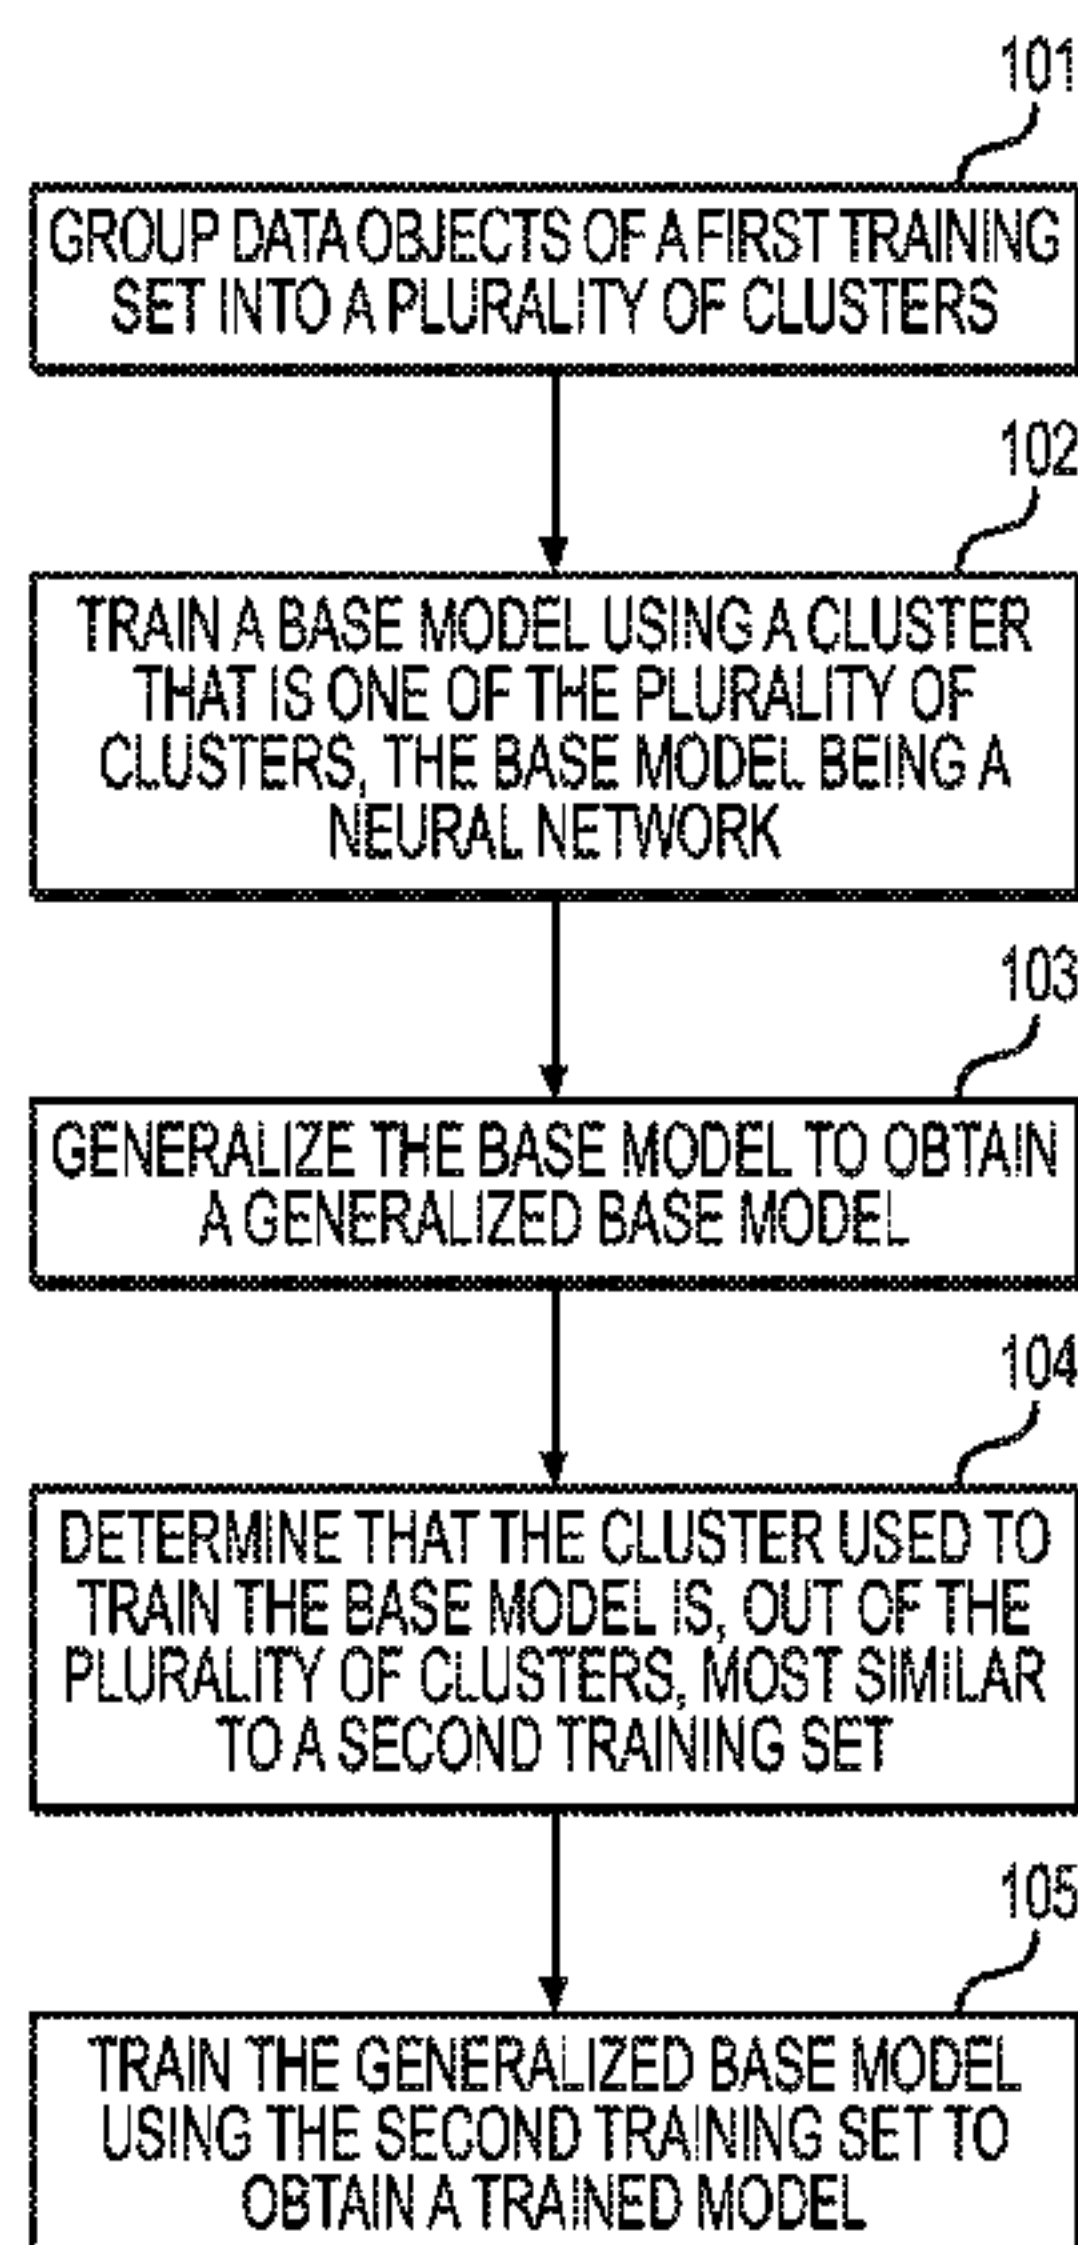 101
GROUP DATA OBJECTS OF A FIRST TRAINING
SET INTO A PLURALITY OF CLUSTERS
102
TRAIN A BASE MODEL USING A CLUSTER
THAT IS ONE OF THE PLURALITY OF
CLUSTERS, THE BASE MODEL BEING A
NEURAL NETWORK
103
GENERALIZE THE BASE MODEL TO OBTAIN
A GENERALIZED BASE MODEL
104
DETERMINE THAT THE CLUSTER USED TO
TRAIN THE BASE MODEL IS, OUT OF THE
PLURALITY OF CLUSTERS, MOST SIMILAR
TO A SECOND TRAINING SET
105
TRAIN THE GENERALIZED BASE MODEL
USING THE SECOND TRAINING SET TO
OBTAIN A TRAINED MODEL